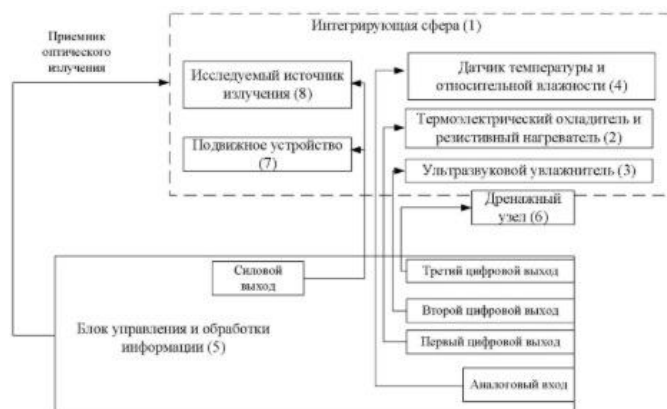 Интегрирующая сфера (1)
Приемник
оптического
излучения
Исследуемый источник
излучения (8)
Датчик температуры и
относительной влажности (4)
Термоэлектрический охладитель и
резистивный нагреватель (2)
Подвижное устройство
(7)
Ультразвуковой увлажнитель (3)
Дренажный
узел (6)
Силовой
выход
Третий цифровой выход
Второй цифровой выход
Блок управления и обработки
информации (5)
Первый цифровой выход
Аналоговый вход